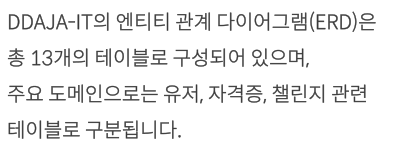 DDAJA-IT의 엔티티 관계 다이어그램(ERD)은
총 13개의 테이블로 구성되어 있으며,
주요 도메인으로는 유저, 자격증, 챌린지 관련
테이블로 구분됩니다.